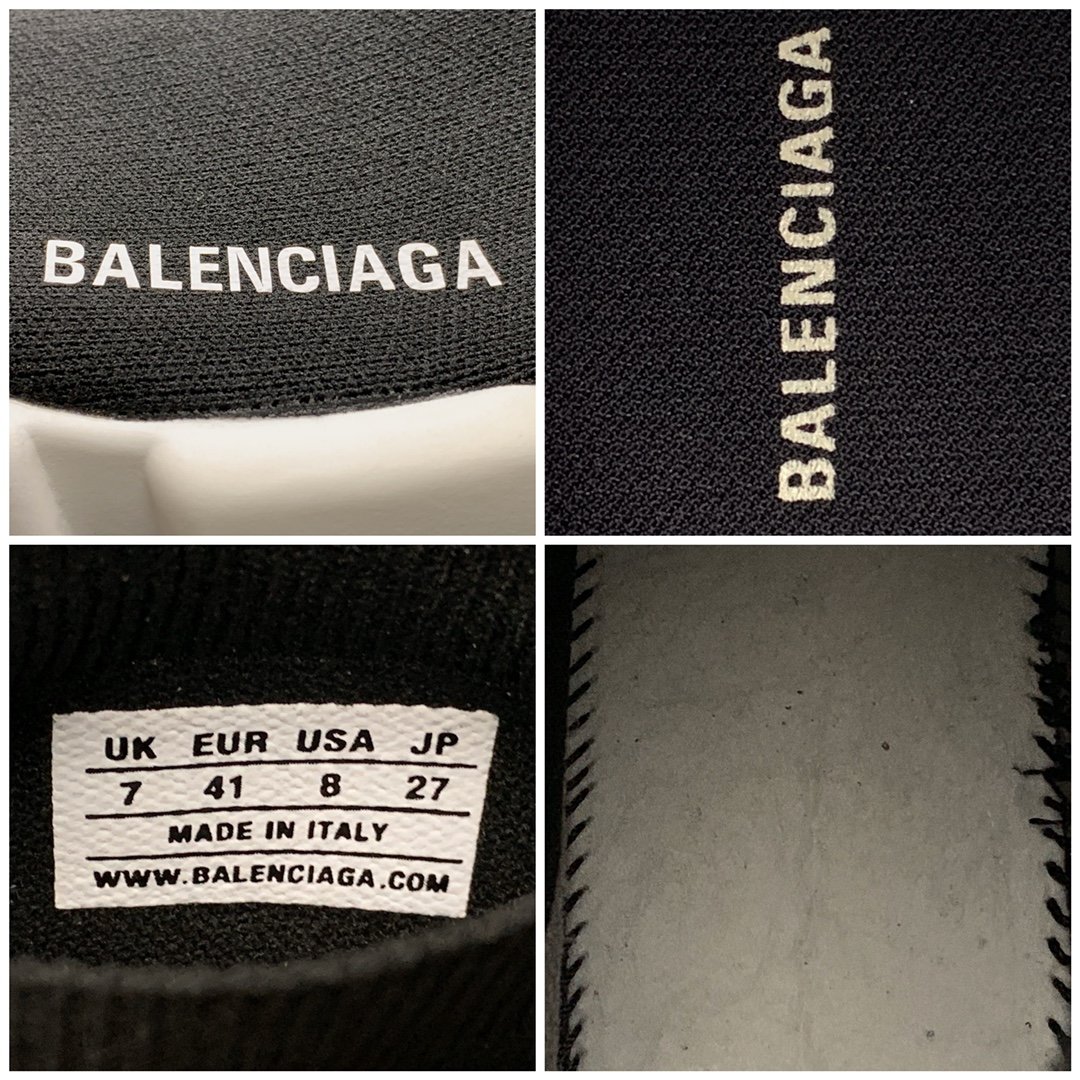 BALENCIAGA
BALENCIAGA
UK EUR USA JP
7 41 8 27
MADE IN ITALY
WWW.BALENCIAGA.COM